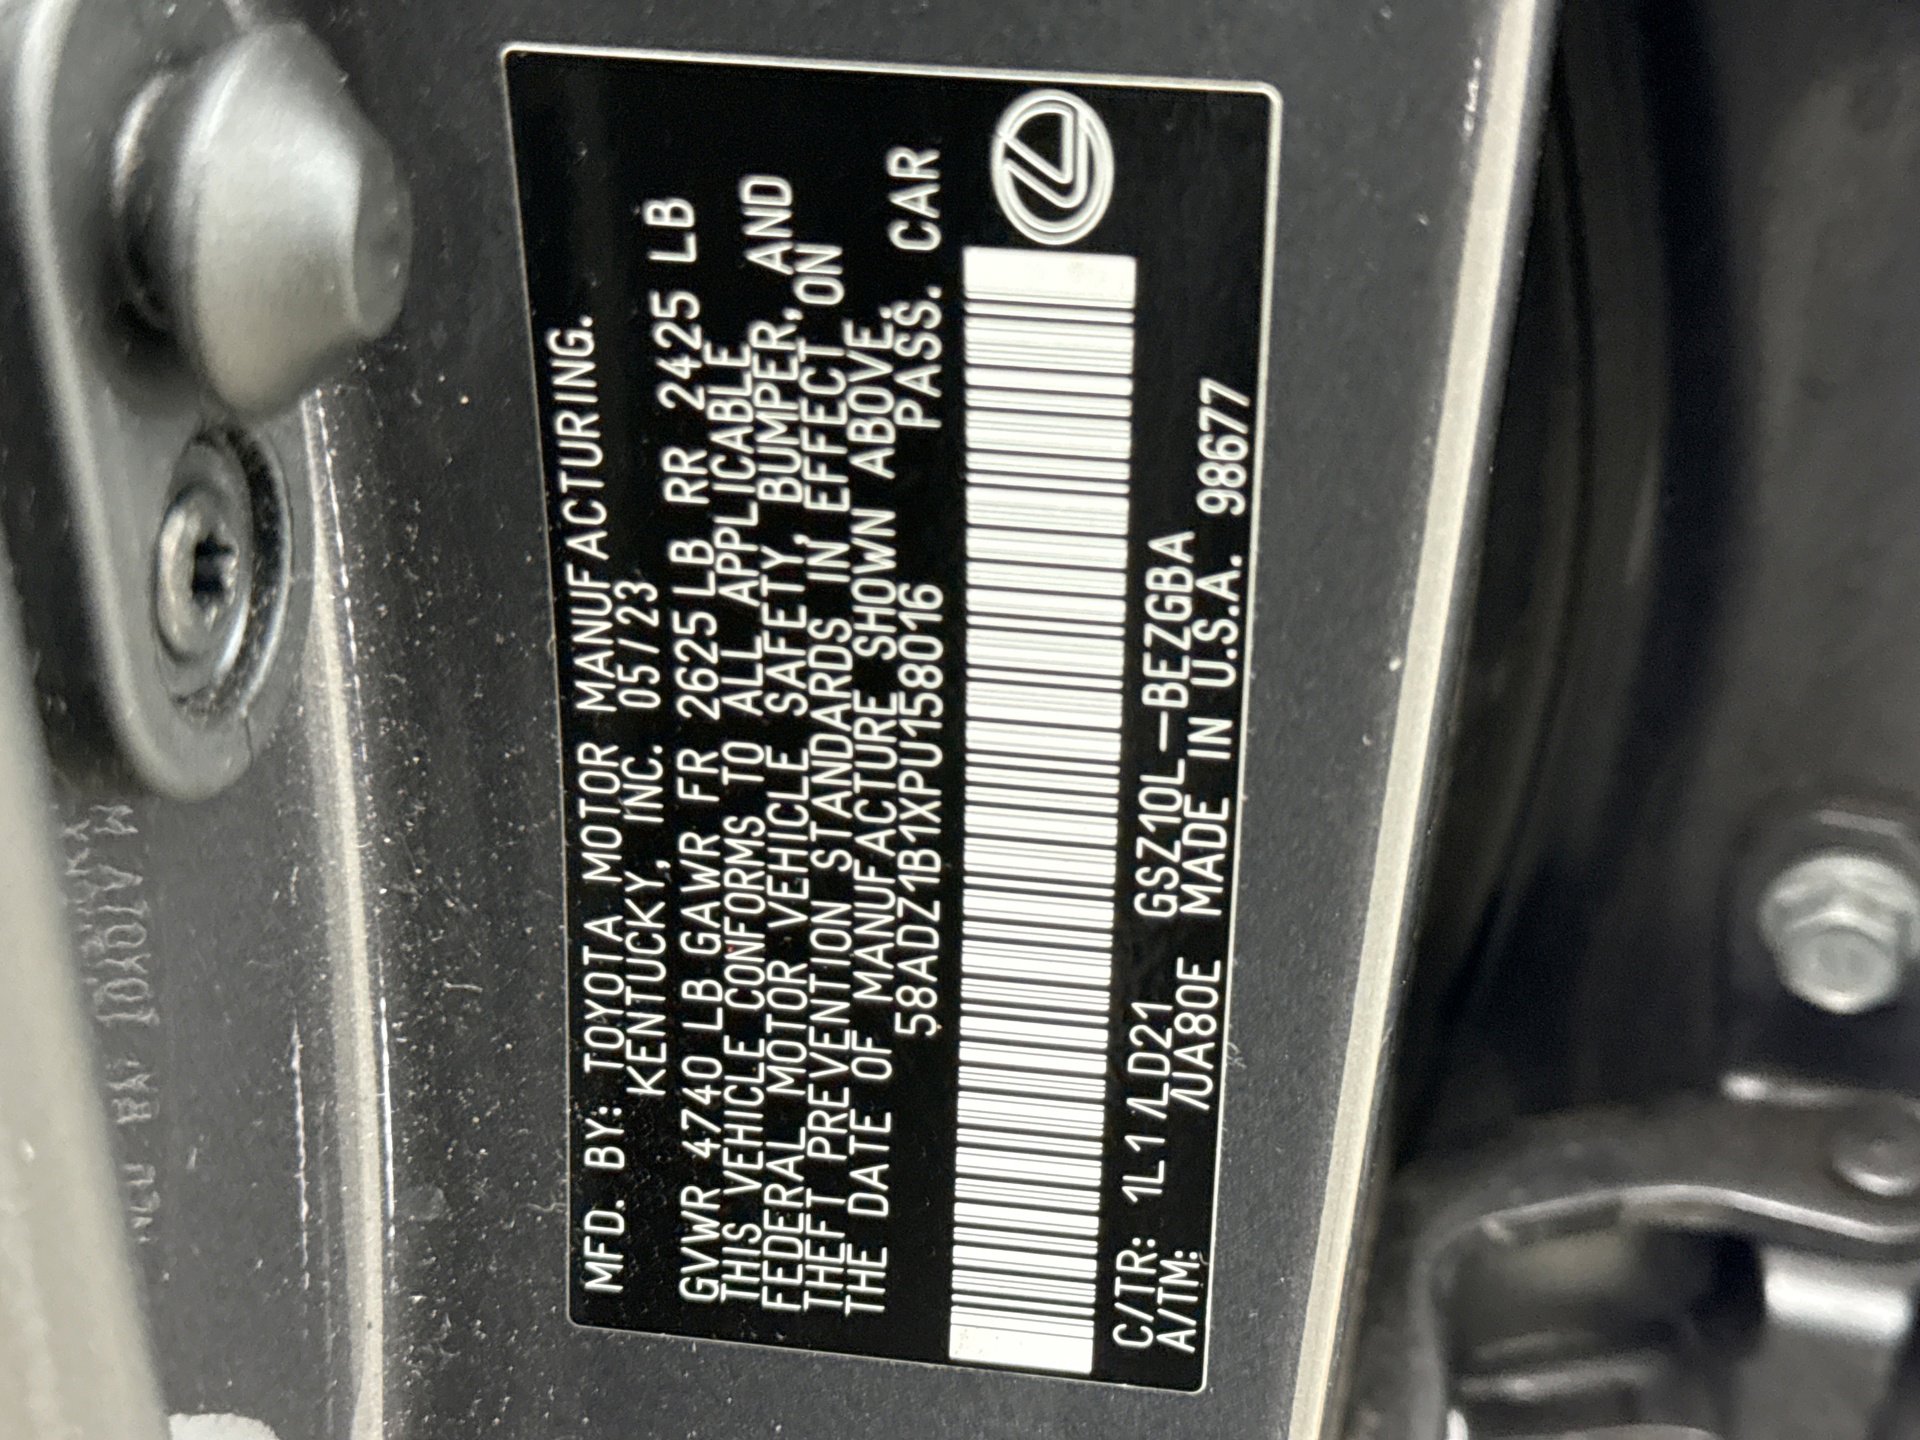 MFD. BY: TOYOTA MOTOR MANUFACTURING.
KENTUCKY, INC. 05/23
GVWR 4740 LB GAWR FR 2625LB RR 2425 LB
THIS VEHICLE CONFORMS TO ALL APPLICABLE
FEDERAL MOTOR VEHICLE SAFETY, BUMPER, AND
THEFT PREVENTION STANDARDS IN EFFECT ON
THE DATE OF MANUFACTURE SHOWN ABOVE.
58ADZ1B1XPU158016 PASS. CAR
C/TR: 1L1/LD21 GSZ10L-BEZGBA
A/TM: /UA80E MADE IN U.S.A. 98677